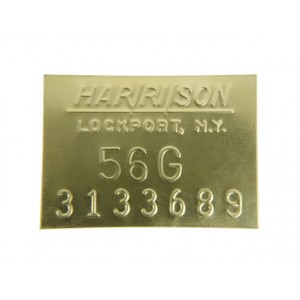 HARRISON
LOCKPORT, N.Y.
56G
3133689